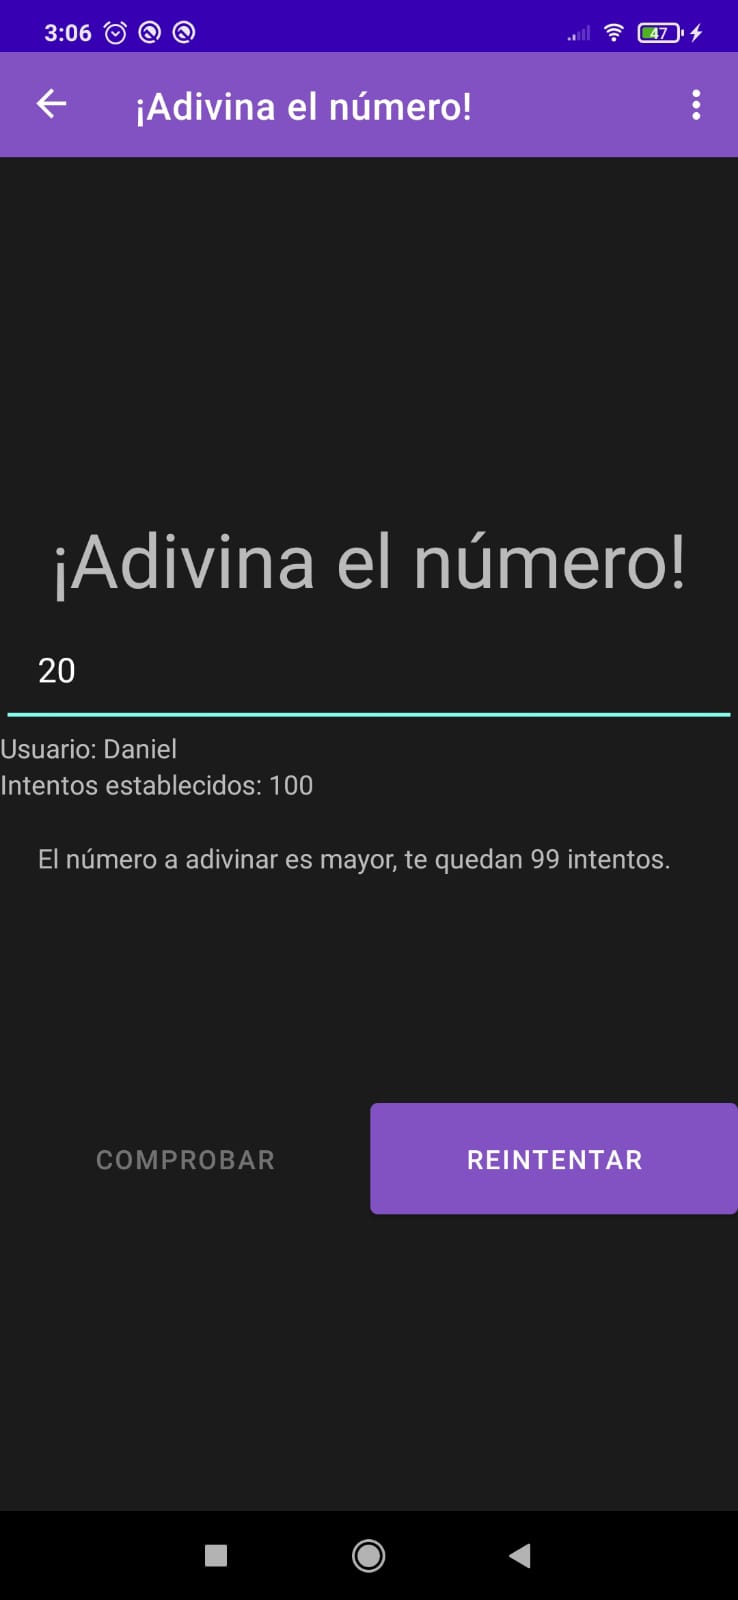 3:06 47
¡Adivina el número!
¡Adivina el número!
20
Usuario: Daniel
Intentos establecidos: 100
El número a adivinar es mayor, te quedan 99 intentos.
COMPROBAR REINTENTAR